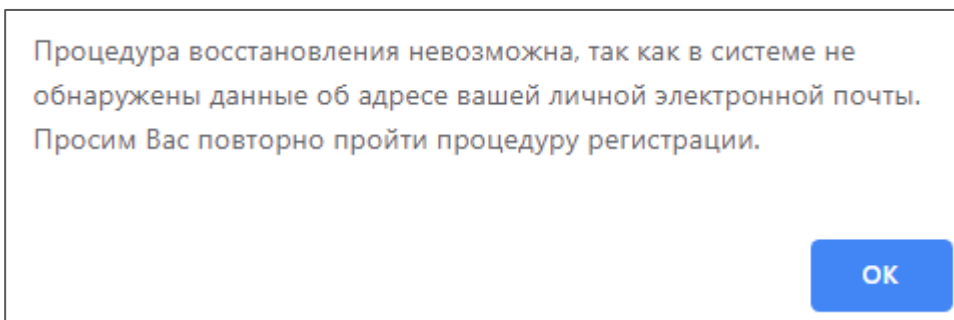 Процедура восстановления невозможна, так как в системе не
обнаружены данные об адресе вашей личной электронной почты.
Просим Вас повторно пройти процедуру регистрации.
ОК